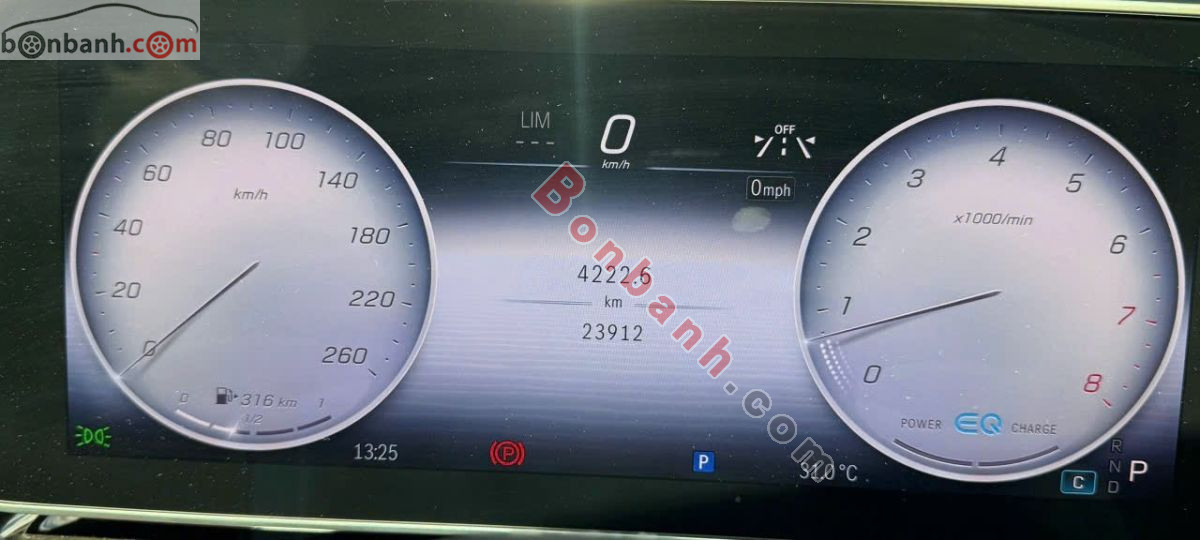 bonbanh.com
LIM
---
0
km/h
OFF
0mph
0 20 40 60 80 100 140 180 220 260
km/h
0 1/2 1
316 km
13:25
4222.6
km
23912
Bonbanh.com
P
P
31.0 °C
0 1 2 3 4 5 6 7 8
x1000/min
POWER EQ CHARGE
C
R
N
D
P